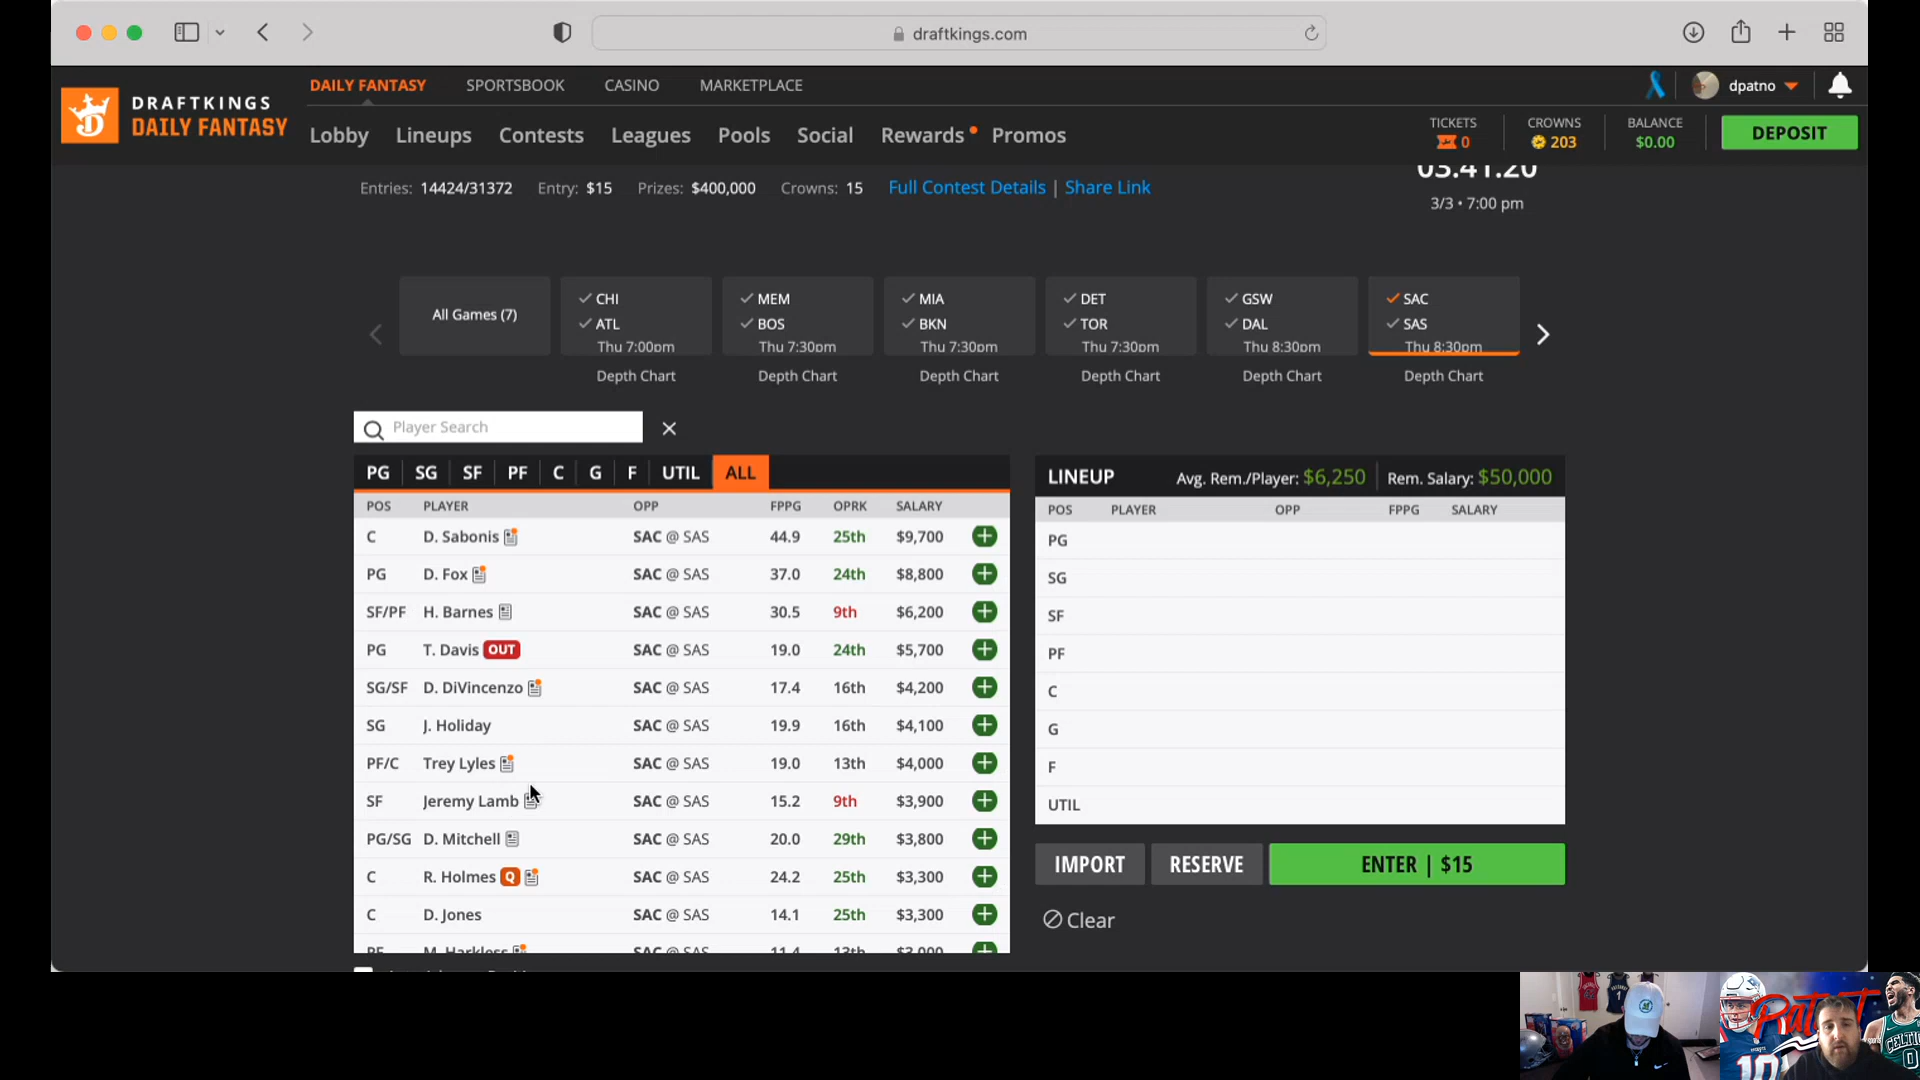 draftkings.com
DRAFTKINGS
DAILY FANTASY
DAILY FANTASY SPORTSBOOK CASINO MARKETPLACE
dpatno
Lobby Lineups Contests Leagues Pools Social Rewards Promos
TICKETS 0
CROWNS 203
BALANCE $0.00
DEPOSIT
Entries: 14424/31372 Entry: $15 Prizes: $400,000 Crowns: 15 Full Contest Details | Share Link
03:41:20
3/3 • 7:00 pm
All Games (7)
CHI
ATL
Thu 7:00pm
Depth Chart
MEM
BOS
Thu 7:30pm
Depth Chart
MIA
BKN
Thu 7:30pm
Depth Chart
DET
TOR
Thu 7:30pm
Depth Chart
GSW
DAL
Thu 8:30pm
Depth Chart
SAC
SAS
Thu 8:30pm
Depth Chart
Player Search
PG SG SF PF C G F UTIL ALL
POS PLAYER OPP FPPG OPRK SALARY
C D. Sabonis SAC @ SAS 44.9 25th $9,700
PG D. Fox SAC @ SAS 37.0 24th $8,800
SF/PF H. Barnes SAC @ SAS 30.5 9th $6,200
PG T. Davis OUT SAC @ SAS 19.0 24th $5,700
SG/SF D. DiVincenzo SAC @ SAS 17.4 16th $4,200
SG J. Holiday SAC @ SAS 19.9 16th $4,100
PF/C Trey Lyles SAC @ SAS 19.0 13th $4,000
SF Jeremy Lamb SAC @ SAS 15.2 9th $3,900
PG/SG D. Mitchell SAC @ SAS 20.0 29th $3,800
C R. Holmes Q SAC @ SAS 24.2 25th $3,300
C D. Jones SAC @ SAS 14.1 25th $3,300
PF M. Harkless SAC @ SAS 11.4 13th $3,000
LINEUP Avg. Rem./Player: $6,250 Rem. Salary: $50,000
POS PLAYER OPP FPPG SALARY
PG
SG
SF
PF
C
G
F
UTIL
IMPORT RESERVE ENTER | $15
Clear